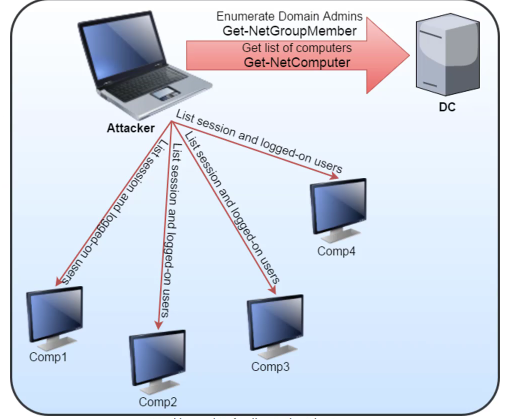 Enumerate Domain Admins
Get-NetGroupMember
Get list of computers
Get-NetComputer
DC
Attacker
List session and logged-on users
List session and logged-on users
List session and logged-on users
List session and logged-on users
Comp4
Comp1
Comp3
Comp2